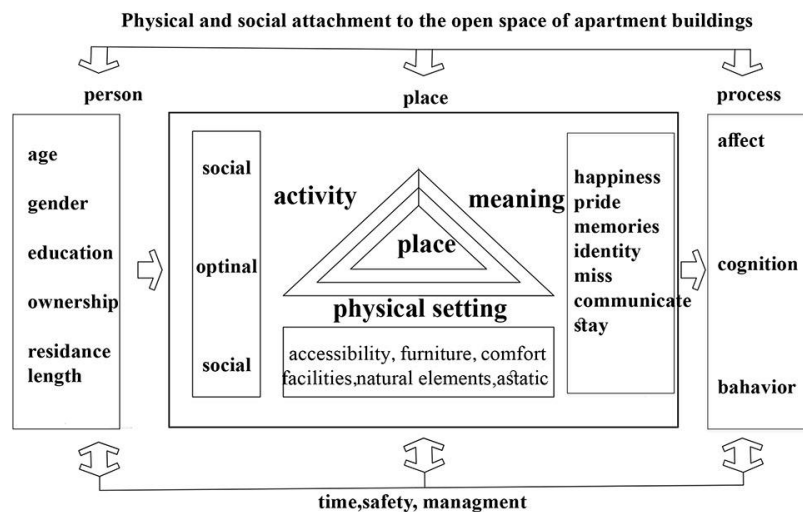 Physical and social attachment to the open space of apartment buildings
person
place
process
age
gender
education
ownership
residance
length
social
optinal
social
activity
meaning
place
physical setting
accessibility, furniture, comfort
facilities,natural elements,astatic
happiness
pride
memories
identity
miss
communicate
stay
affect
cognition
bahavior
time,safety, managment